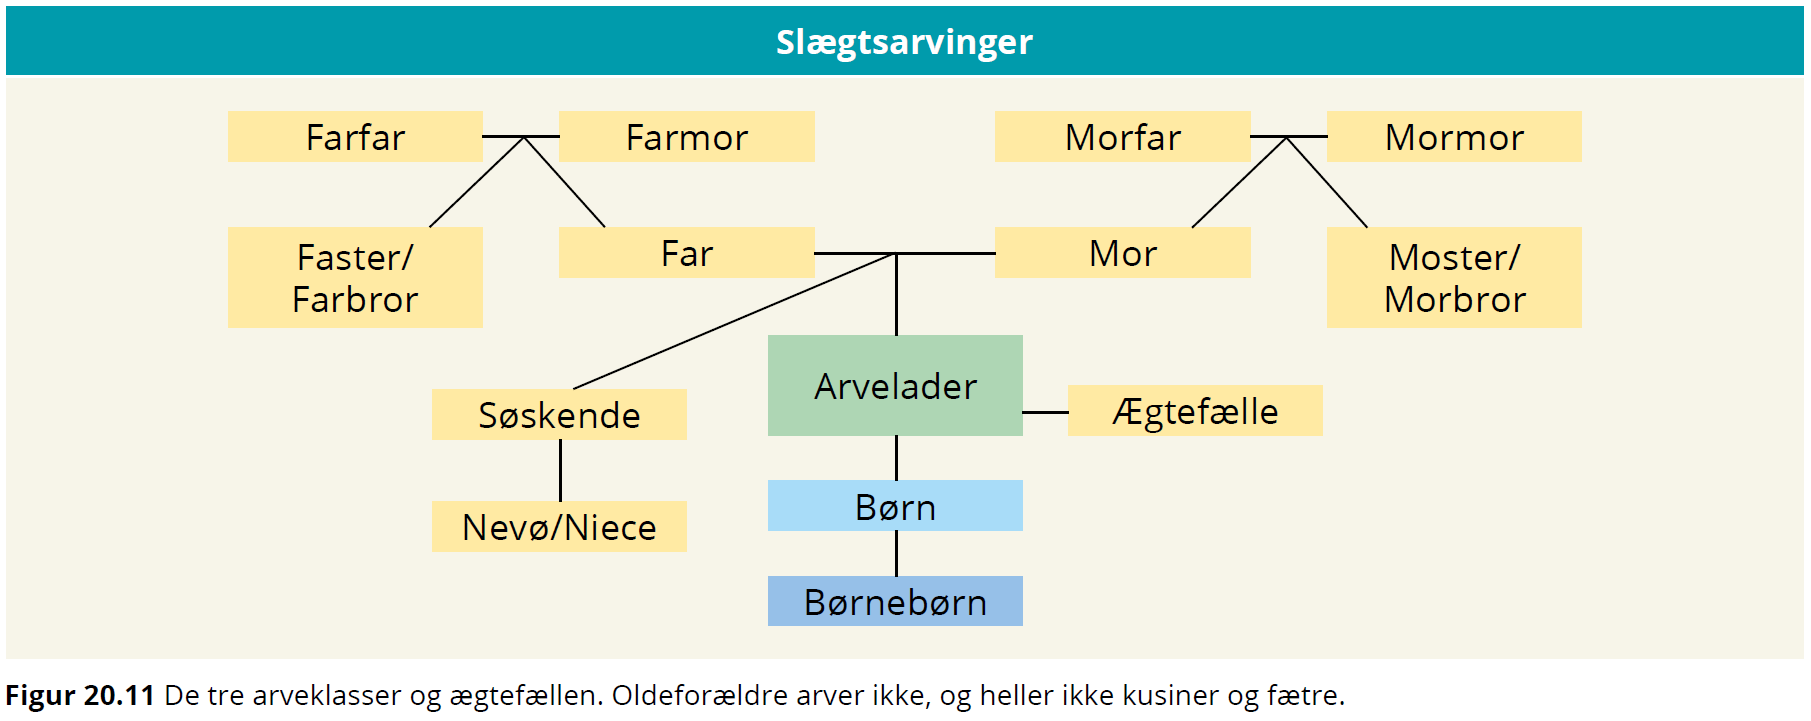 Slægtsarvinger
Farfar
Farmor
Morfar
Mormor
Faster/
Farbror
Far
Mor
Moster/
Morbror
Arvelader
Søskende
Ægtefælle
Nevø/Niece
Børn
Børnebørn
Figur 20.11 De tre arveklasser og ægtefællen. Oldeforældre arver ikke, og heller ikke kusiner og fætre.